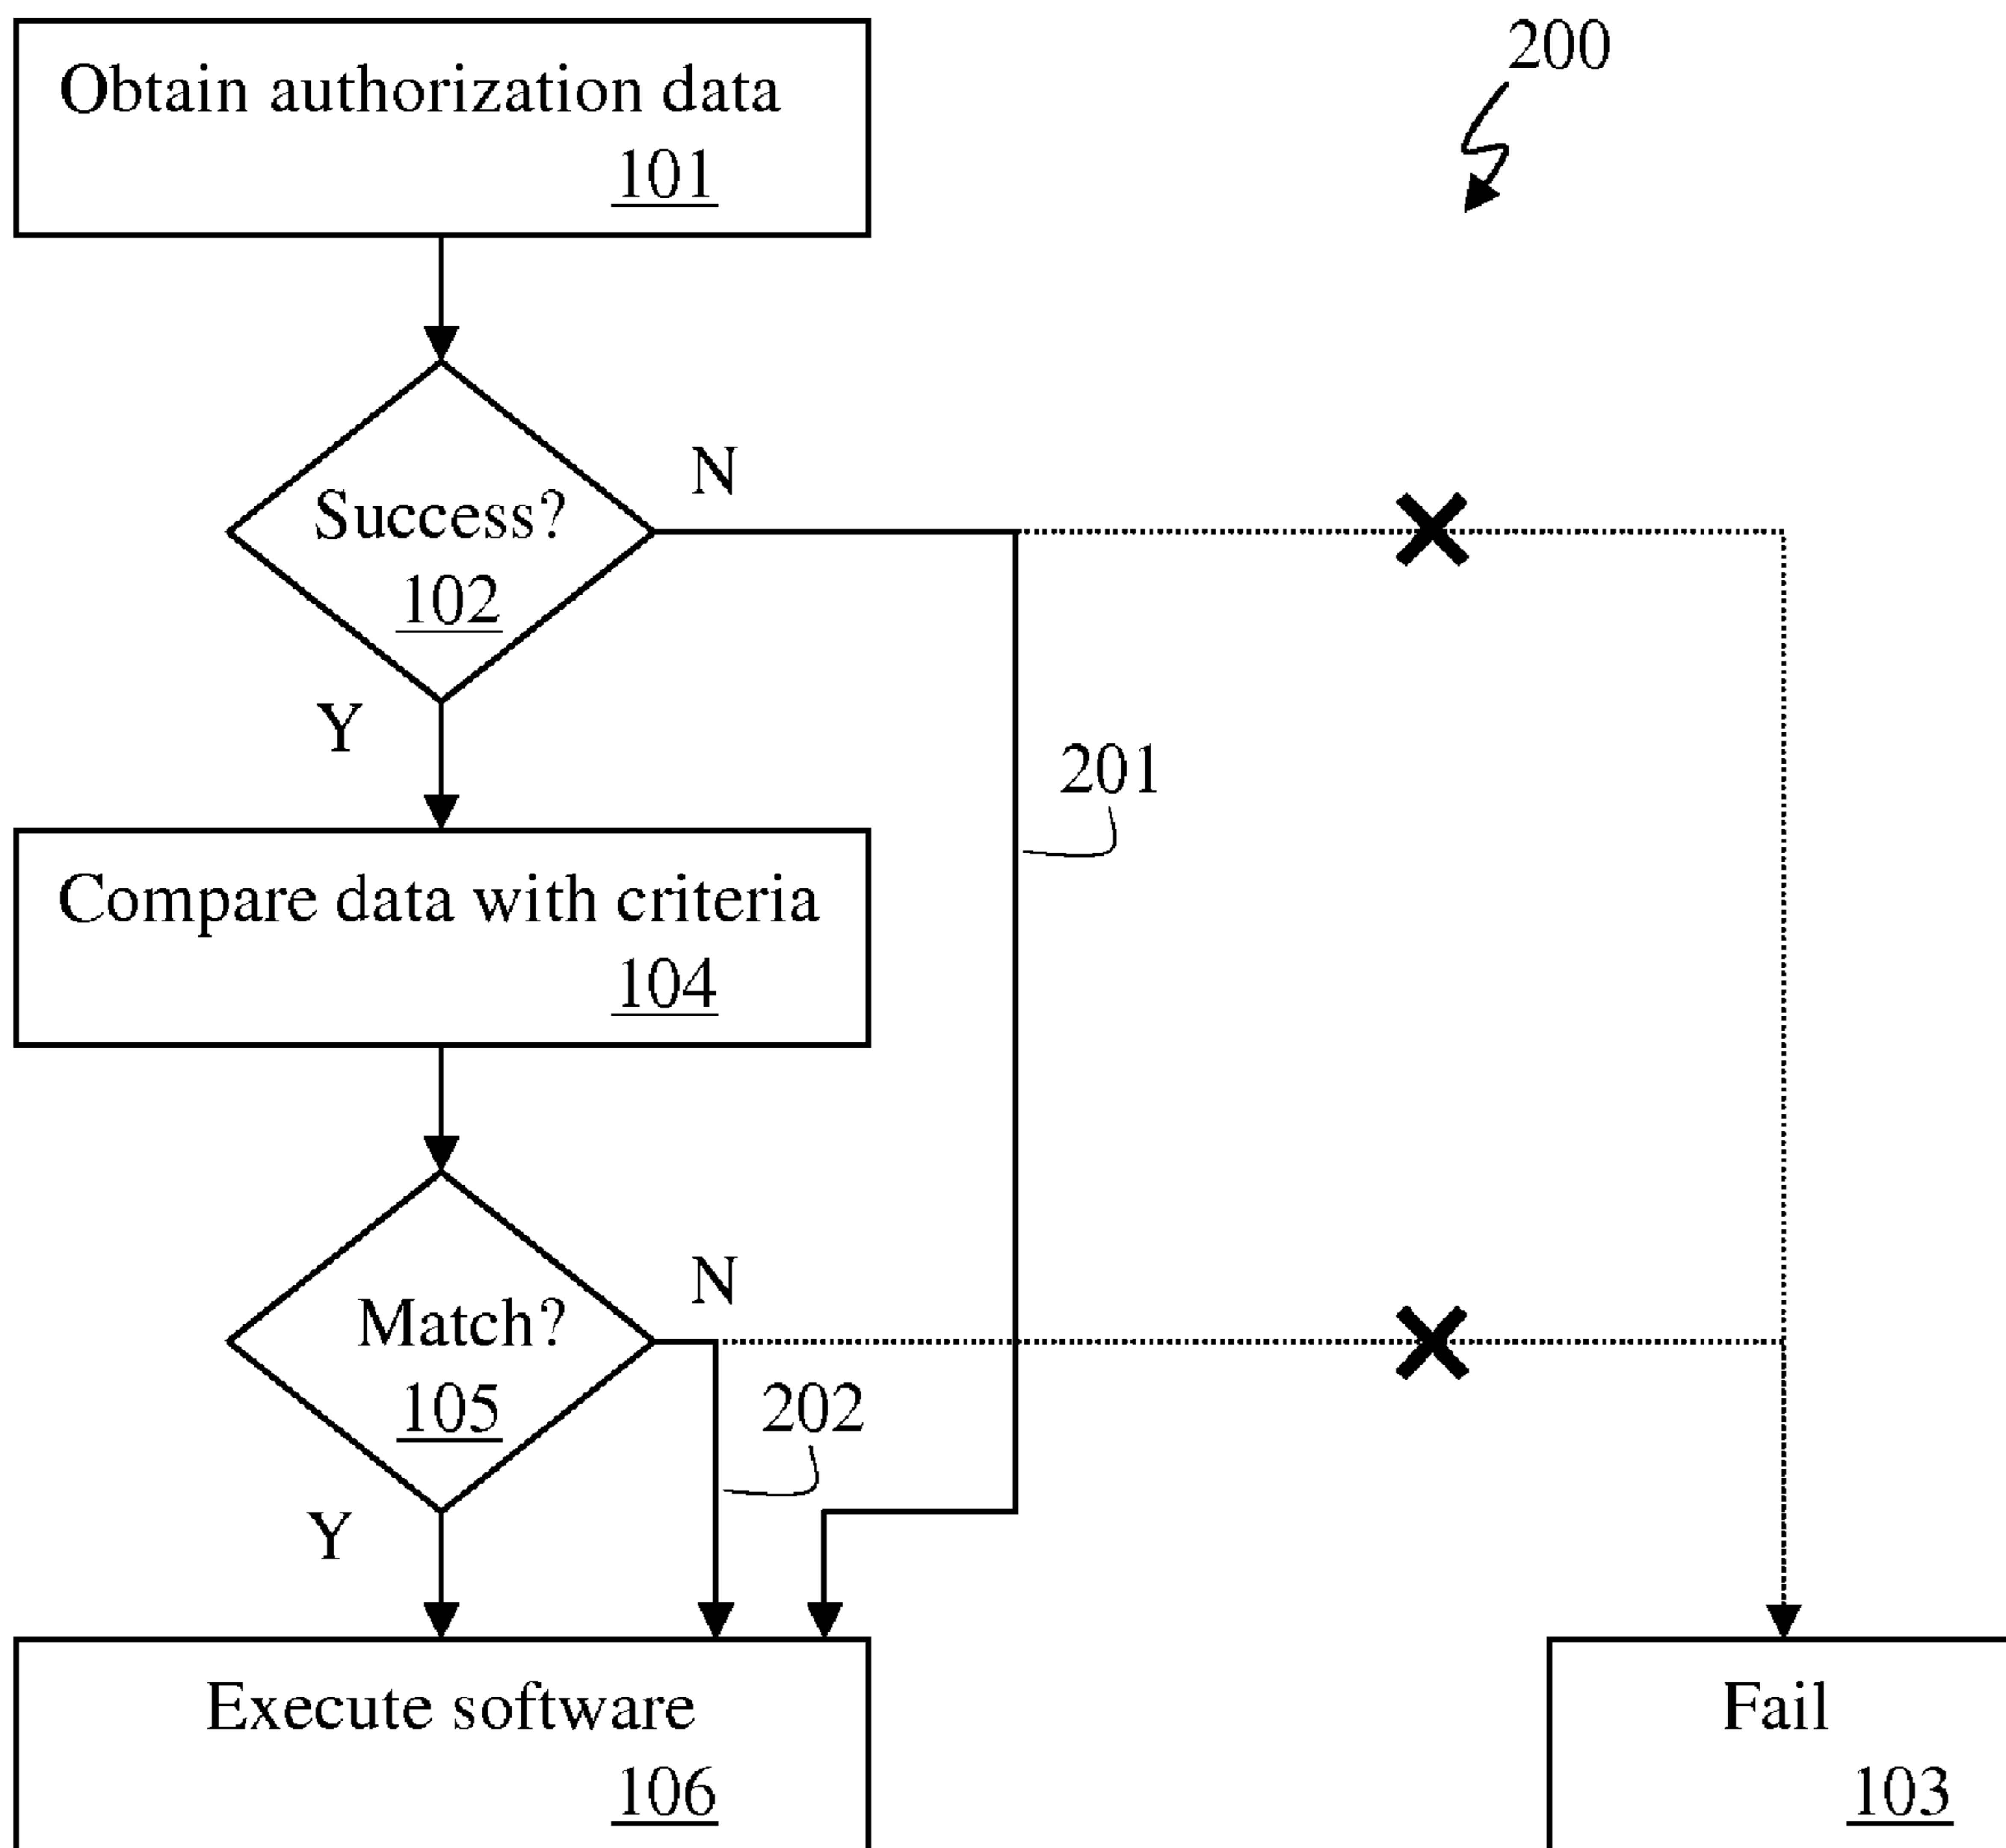 Obtain authorization data
101
200
Success?
102
N
Y
201
Compare data with criteria
104
Match?
105
N
202
Y
Execute software
106
Fail
103